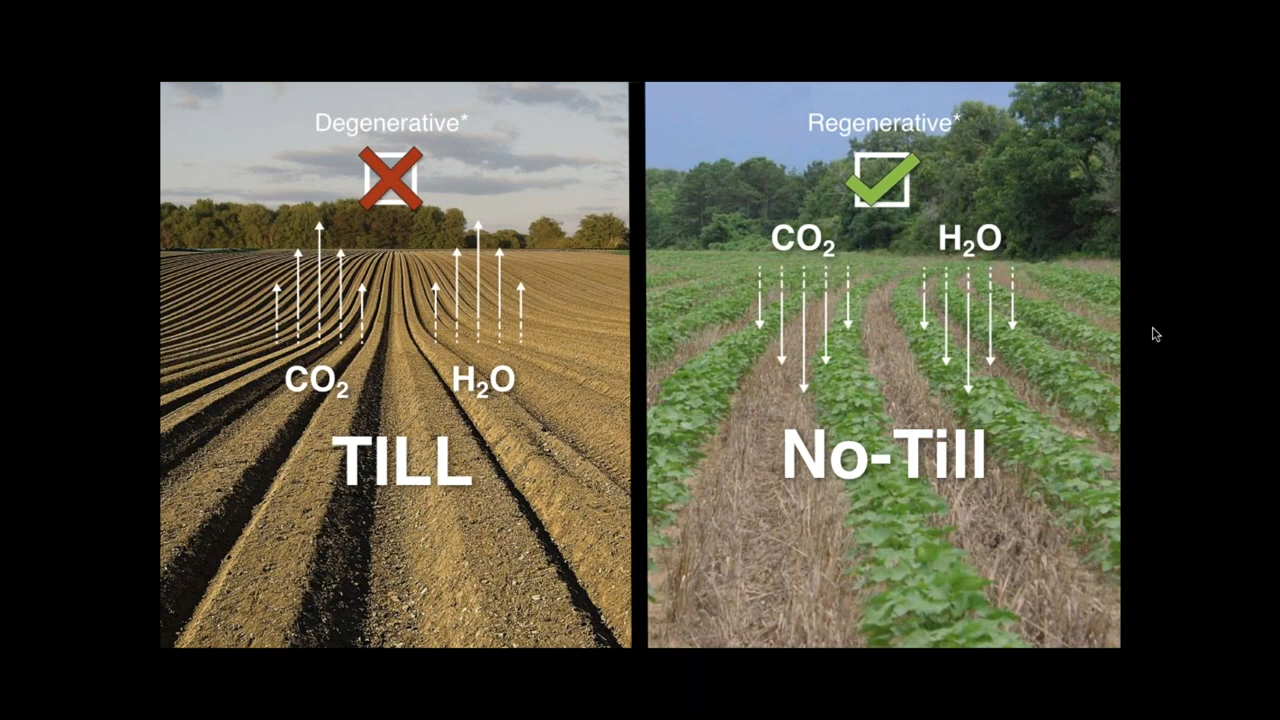 Degenerative*
CO₂ H₂O
TILL
Regenerative*
CO₂ H₂O
No-Till